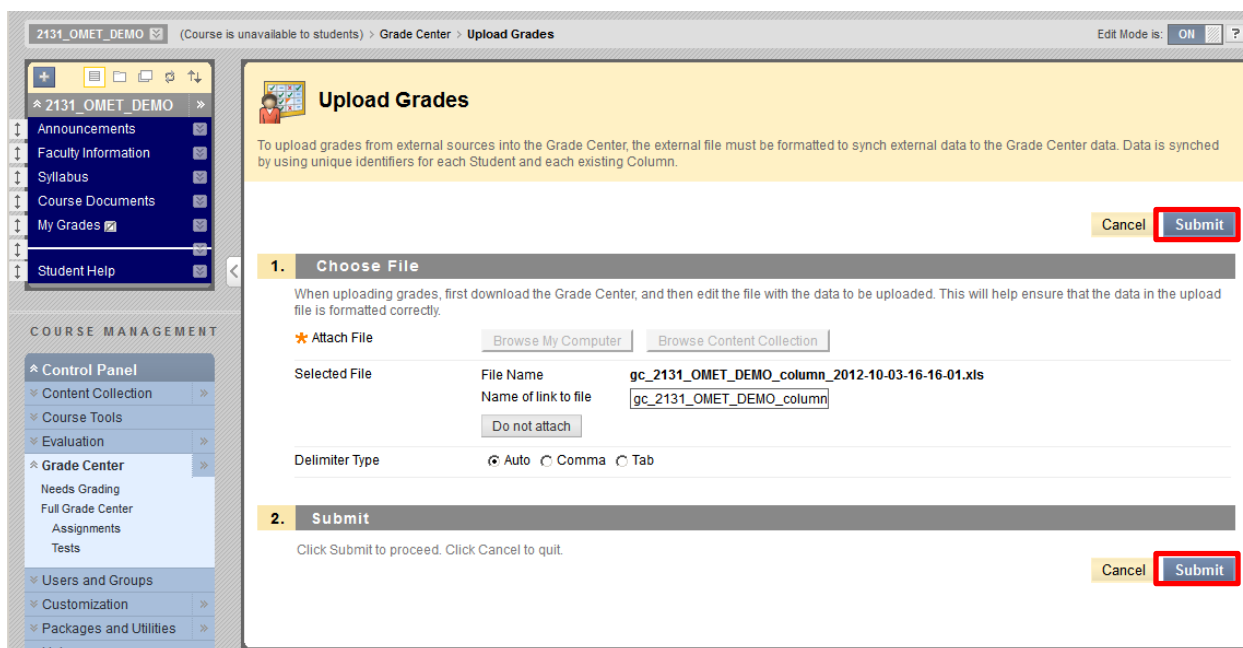 2131_OMET_DEMO (Course is unavailable to students) > Grade Center > Upload Grades Edit Mode is: ON ?
2131_OMET_DEMO
Announcements
Faculty Information
Syllabus
Course Documents
My Grades
Student Help
COURSE MANAGEMENT
Control Panel
Content Collection
Course Tools
Evaluation
Grade Center
Needs Grading
Full Grade Center
Assignments
Tests
Users and Groups
Customization
Packages and Utilities
Upload Grades
To upload grades from external sources into the Grade Center, the external file must be formatted to synch external data to the Grade Center data. Data is synched
by using unique identifiers for each Student and each existing Column.
Cancel Submit
1. Choose File
When uploading grades, first download the Grade Center, and then edit the file with the data to be uploaded. This will help ensure that the data in the upload
file is formatted correctly.
Attach File Browse My Computer Browse Content Collection
Selected File File Name gc_2131_OMET_DEMO_column_2012-10-03-16-16-01.xls
Name of link to file gc_2131_OMET_DEMO_column
Do not attach
Delimiter Type Auto Comma Tab
2. Submit
Click Submit to proceed. Click Cancel to quit.
Cancel Submit